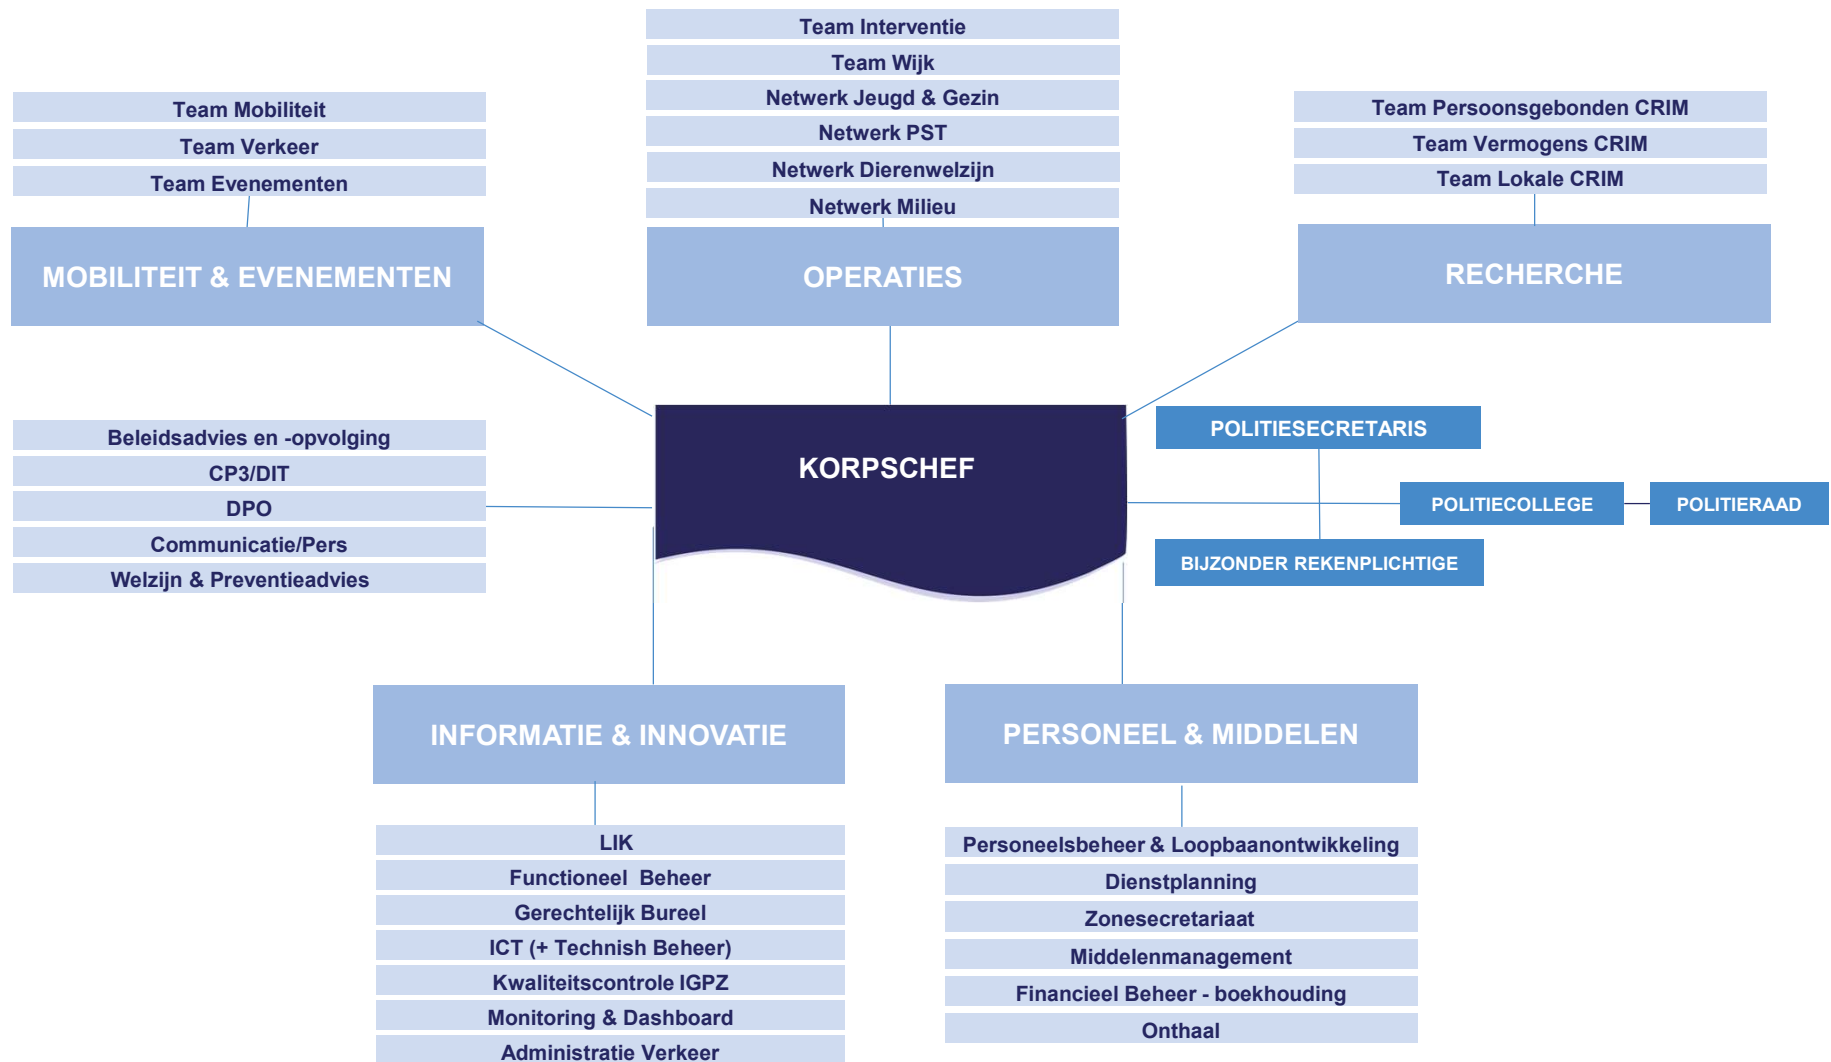 Team Interventie
Team Wijk
Netwerk Jeugd & Gezin
Netwerk PST
Netwerk Dierenwelzijn
Netwerk Milieu
Team Mobiliteit
Team Verkeer
Team Evenementen
Team Persoonsgebonden CRIM
Team Vermogens CRIM
Team Lokale CRIM
MOBILITEIT & EVENEMENTEN
OPERATIES
RECHERCHE
Beleidsadvies en -opvolging
CP3/DIT
DPO
Communicatie/Pers
Welzijn & Preventieadvies
KORPSCHEF
POLITIESECRETARIS
POLITIECOLLEGE
POLITIERAAD
BIJZONDER REKENPLICHTIGE
INFORMATIE & INNOVATIE
PERSONEEL & MIDDELEN
LIK
Functioneel  Beheer
Gerechtelijk Bureel
ICT (+ Technish Beheer)
Kwaliteitscontrole IGPZ
Monitoring & Dashboard
Administratie Verkeer
Personeelsbeheer & Loopbaanontwikkeling
Dienstplanning
Zonesecretariaat
Middelenmanagement
Financieel Beheer - boekhouding
Onthaal